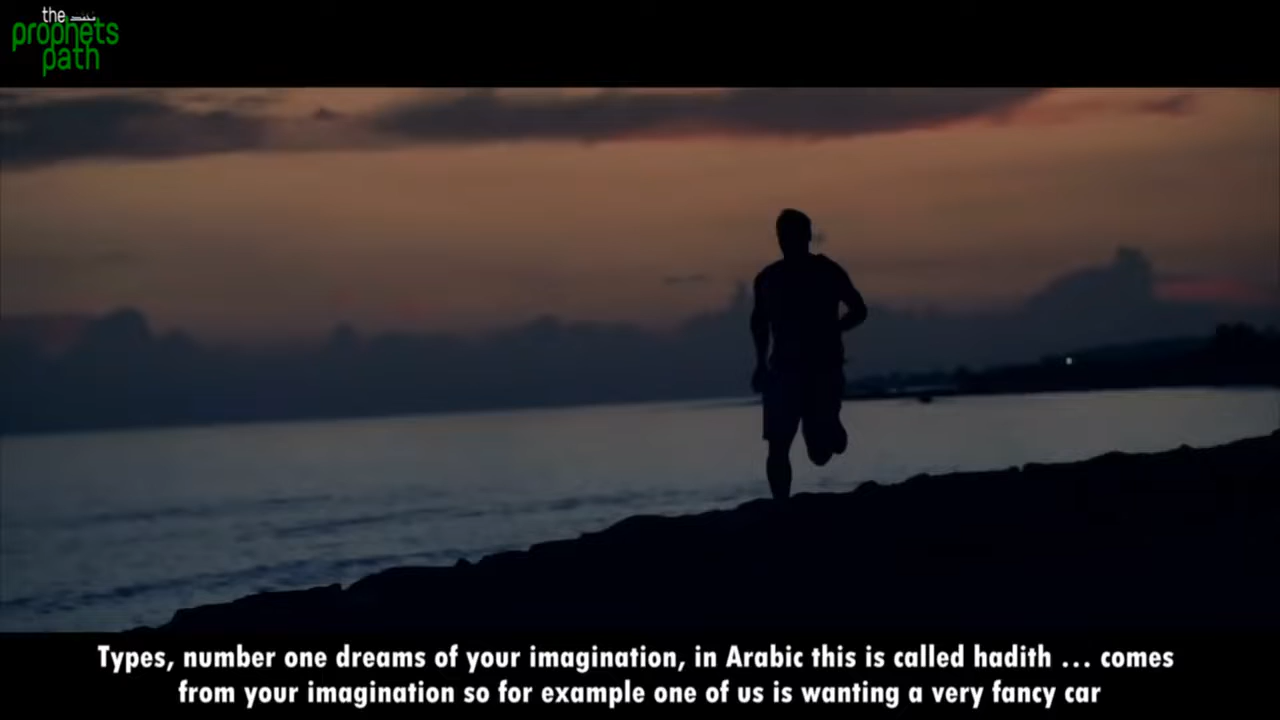 the محمد
prophets
path
Types, number one dreams of your imagination, in Arabic this is called hadith ... comes
from your imagination so for example one of us is wanting a very fancy car